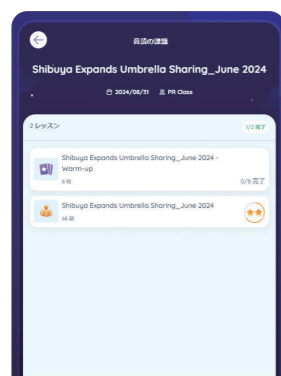 音読の課題
Shibuya Expands Umbrella Sharing_June 2024
2024/08/31 PR Class
2 レッスン 1/2 完了
Shibuya Expands Umbrella Sharing_June 2024 -
Warm-up
0/8 完了
Shibuya Expands Umbrella Sharing_June 2024